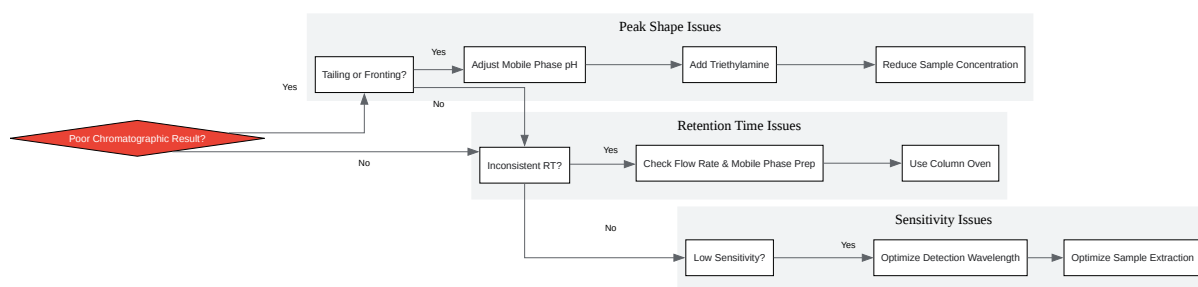 Peak Shape Issues
Yes
Tailing or Fronting?
Adjust Mobile Phase pH
Add Triethylamine
Reduce Sample Concentration
Yes
No
Poor Chromatographic Result?
No
Retention Time Issues
Inconsistent RT?
Yes
Check Flow Rate & Mobile Phase Prep
Use Column Oven
No
Sensitivity Issues
Low Sensitivity?
Yes
Optimize Detection Wavelength
Optimize Sample Extraction